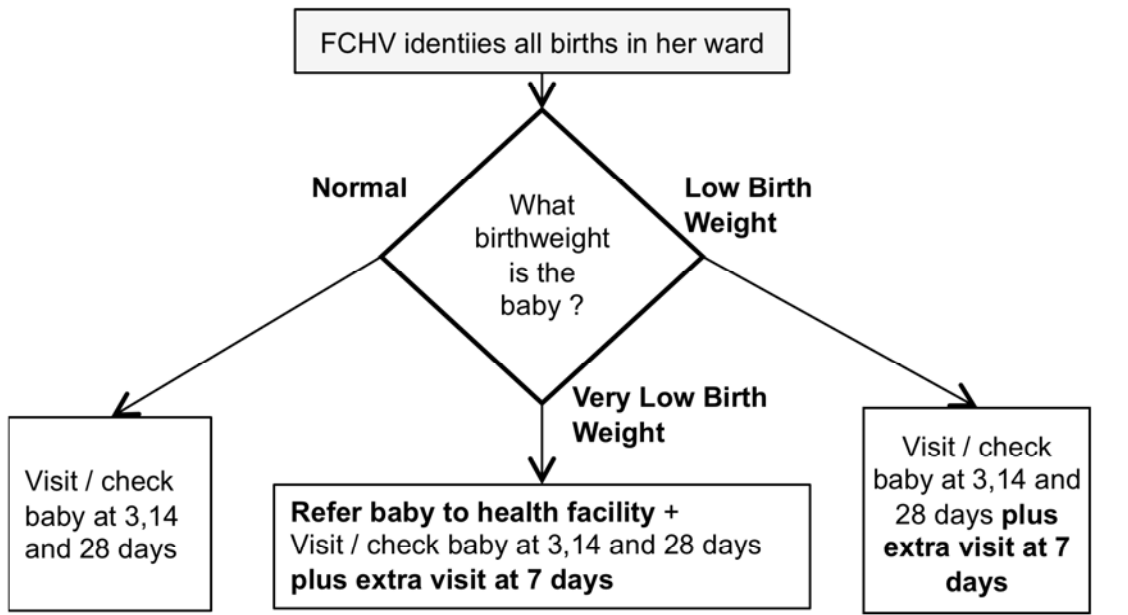 FCHV identiies all births in her ward
Normal
Low Birth
Weight
What
birthweight
is the
baby ?
Very Low Birth
Weight
Visit / check
baby at 3,14
and 28 days
Refer baby to health facility +
Visit / check baby at 3,14 and 28 days
plus extra visit at 7 days
Visit / check
baby at 3,14 and
28 days plus
extra visit at 7
days